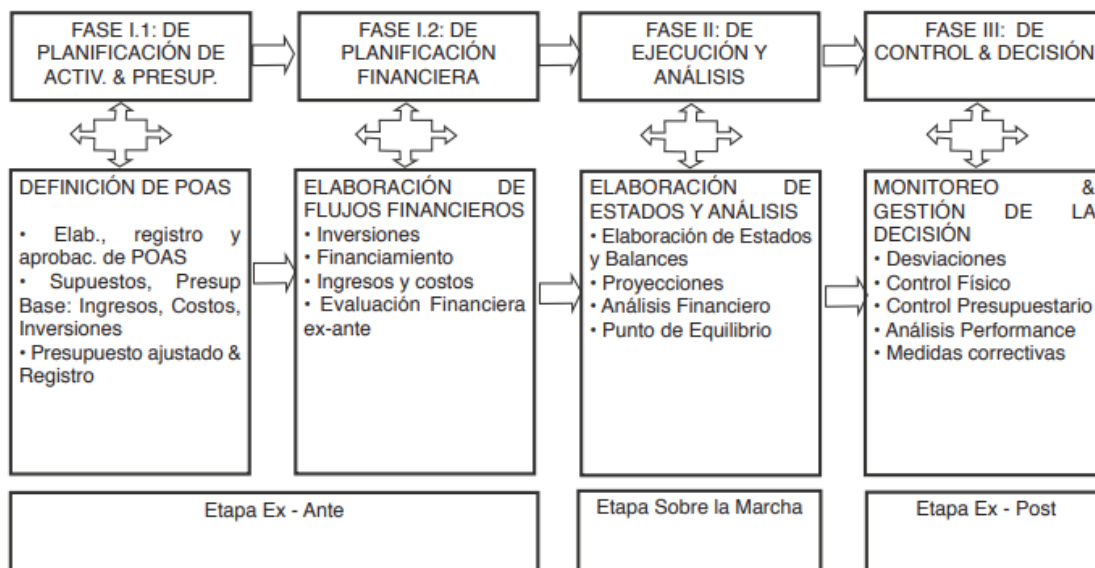 FASE I.1: DE
PLANIFICACIÓN DE
ACTIV. & PRESUP.
FASE I.2: DE
PLANIFICACIÓN
FINANCIERA
FASE II: DE
EJECUCIÓN Y
ANÁLISIS
FASE III: DE
CONTROL & DECISIÓN
DEFINICIÓN DE POAS
• Elab., registro y
aprobac. de POAS
• Supuestos, Presup
Base: Ingresos, Costos,
Inversiones
• Presupuesto ajustado &
Registro
ELABORACIÓN DE
FLUJOS FINANCIEROS
• Inversiones
• Financiamiento
• Ingresos y costos
• Evaluación Financiera
ex-ante
ELABORACIÓN DE
ESTADOS Y ANÁLISIS
• Elaboración de Estados
y Balances
• Proyecciones
• Análisis Financiero
• Punto de Equilibrio
MONITOREO &
GESTIÓN DE LA
DECISIÓN
• Desviaciones
• Control Físico
• Control Presupuestario
• Análisis Performance
• Medidas correctivas
Etapa Ex - Ante
Etapa Sobre la Marcha
Etapa Ex - Post